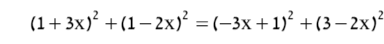 (1+3x)² +(1−2x)² =(−3x+1)² +(3−2x)²